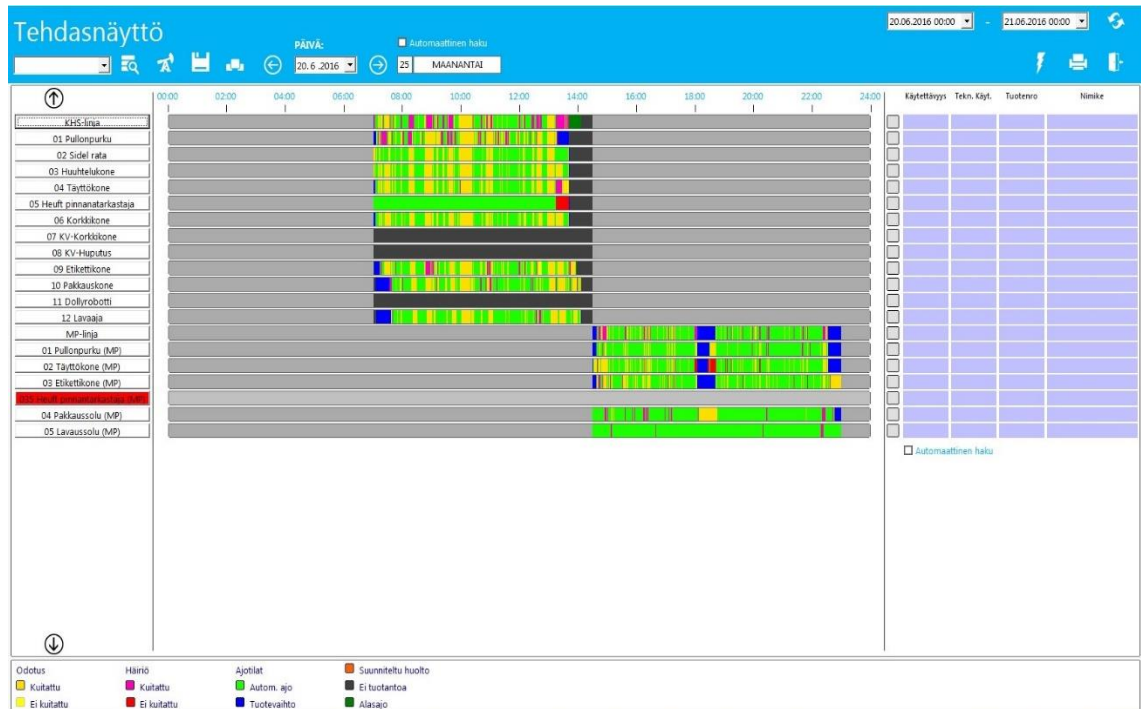 Tehdasnäyttö
20.06.2016 00:00 - 21.06.2016 00:00
PÄIVÄ:
Automaattinen haku
20. 6 .2016 25 MAANANTAI
00:00 02:00 04:00 06:00 08:00 10:00 12:00 14:00 16:00 18:00 20:00 22:00 24:00
Käytettävyys Tekn. Käyt. Tuotenro Nimike
KHS-linja
01 Pullonpurku
02 Sidel rata
03 Huuhtelukone
04 Täyttökone
05 Heuft pinnanatarkastaja
06 Korkkikone
07 KV-Korkkikone
08 KV-Huputus
09 Etikettikone
10 Pakkauskone
11 Dollyrobotti
12 Lavaaja
MP-linja
01 Pullonpurku (MP)
02 Täyttökone (MP)
03 Etikettikone (MP)
035 Heuft pinnantarkastaja (MP)
04 Pakkaussolu (MP)
05 Lavaussolu (MP)
Automaattinen haku
Odotus Häiriö Ajotilat Suunniteltu huolto
Kuitattu Kuitattu Autom. ajo Ei tuotantoa
Ei kuitattu Ei kuitattu Tuotevaihto Alasajo